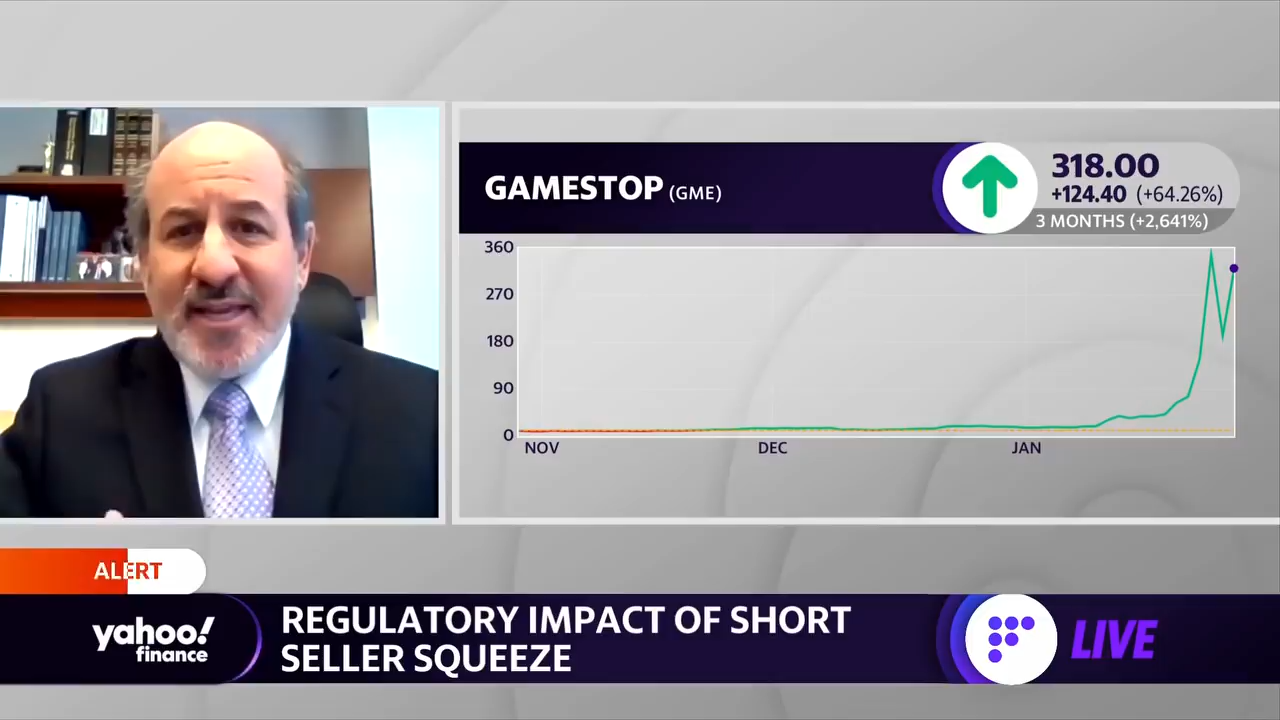 GAMESTOP (GME)
318.00
+124.40 (+64.26%)
3 MONTHS (+2,641%)
360
270
180
90
0
NOV DEC JAN
ALERT
yahoo!
finance
REGULATORY IMPACT OF SHORT
SELLER SQUEEZE
LIVE